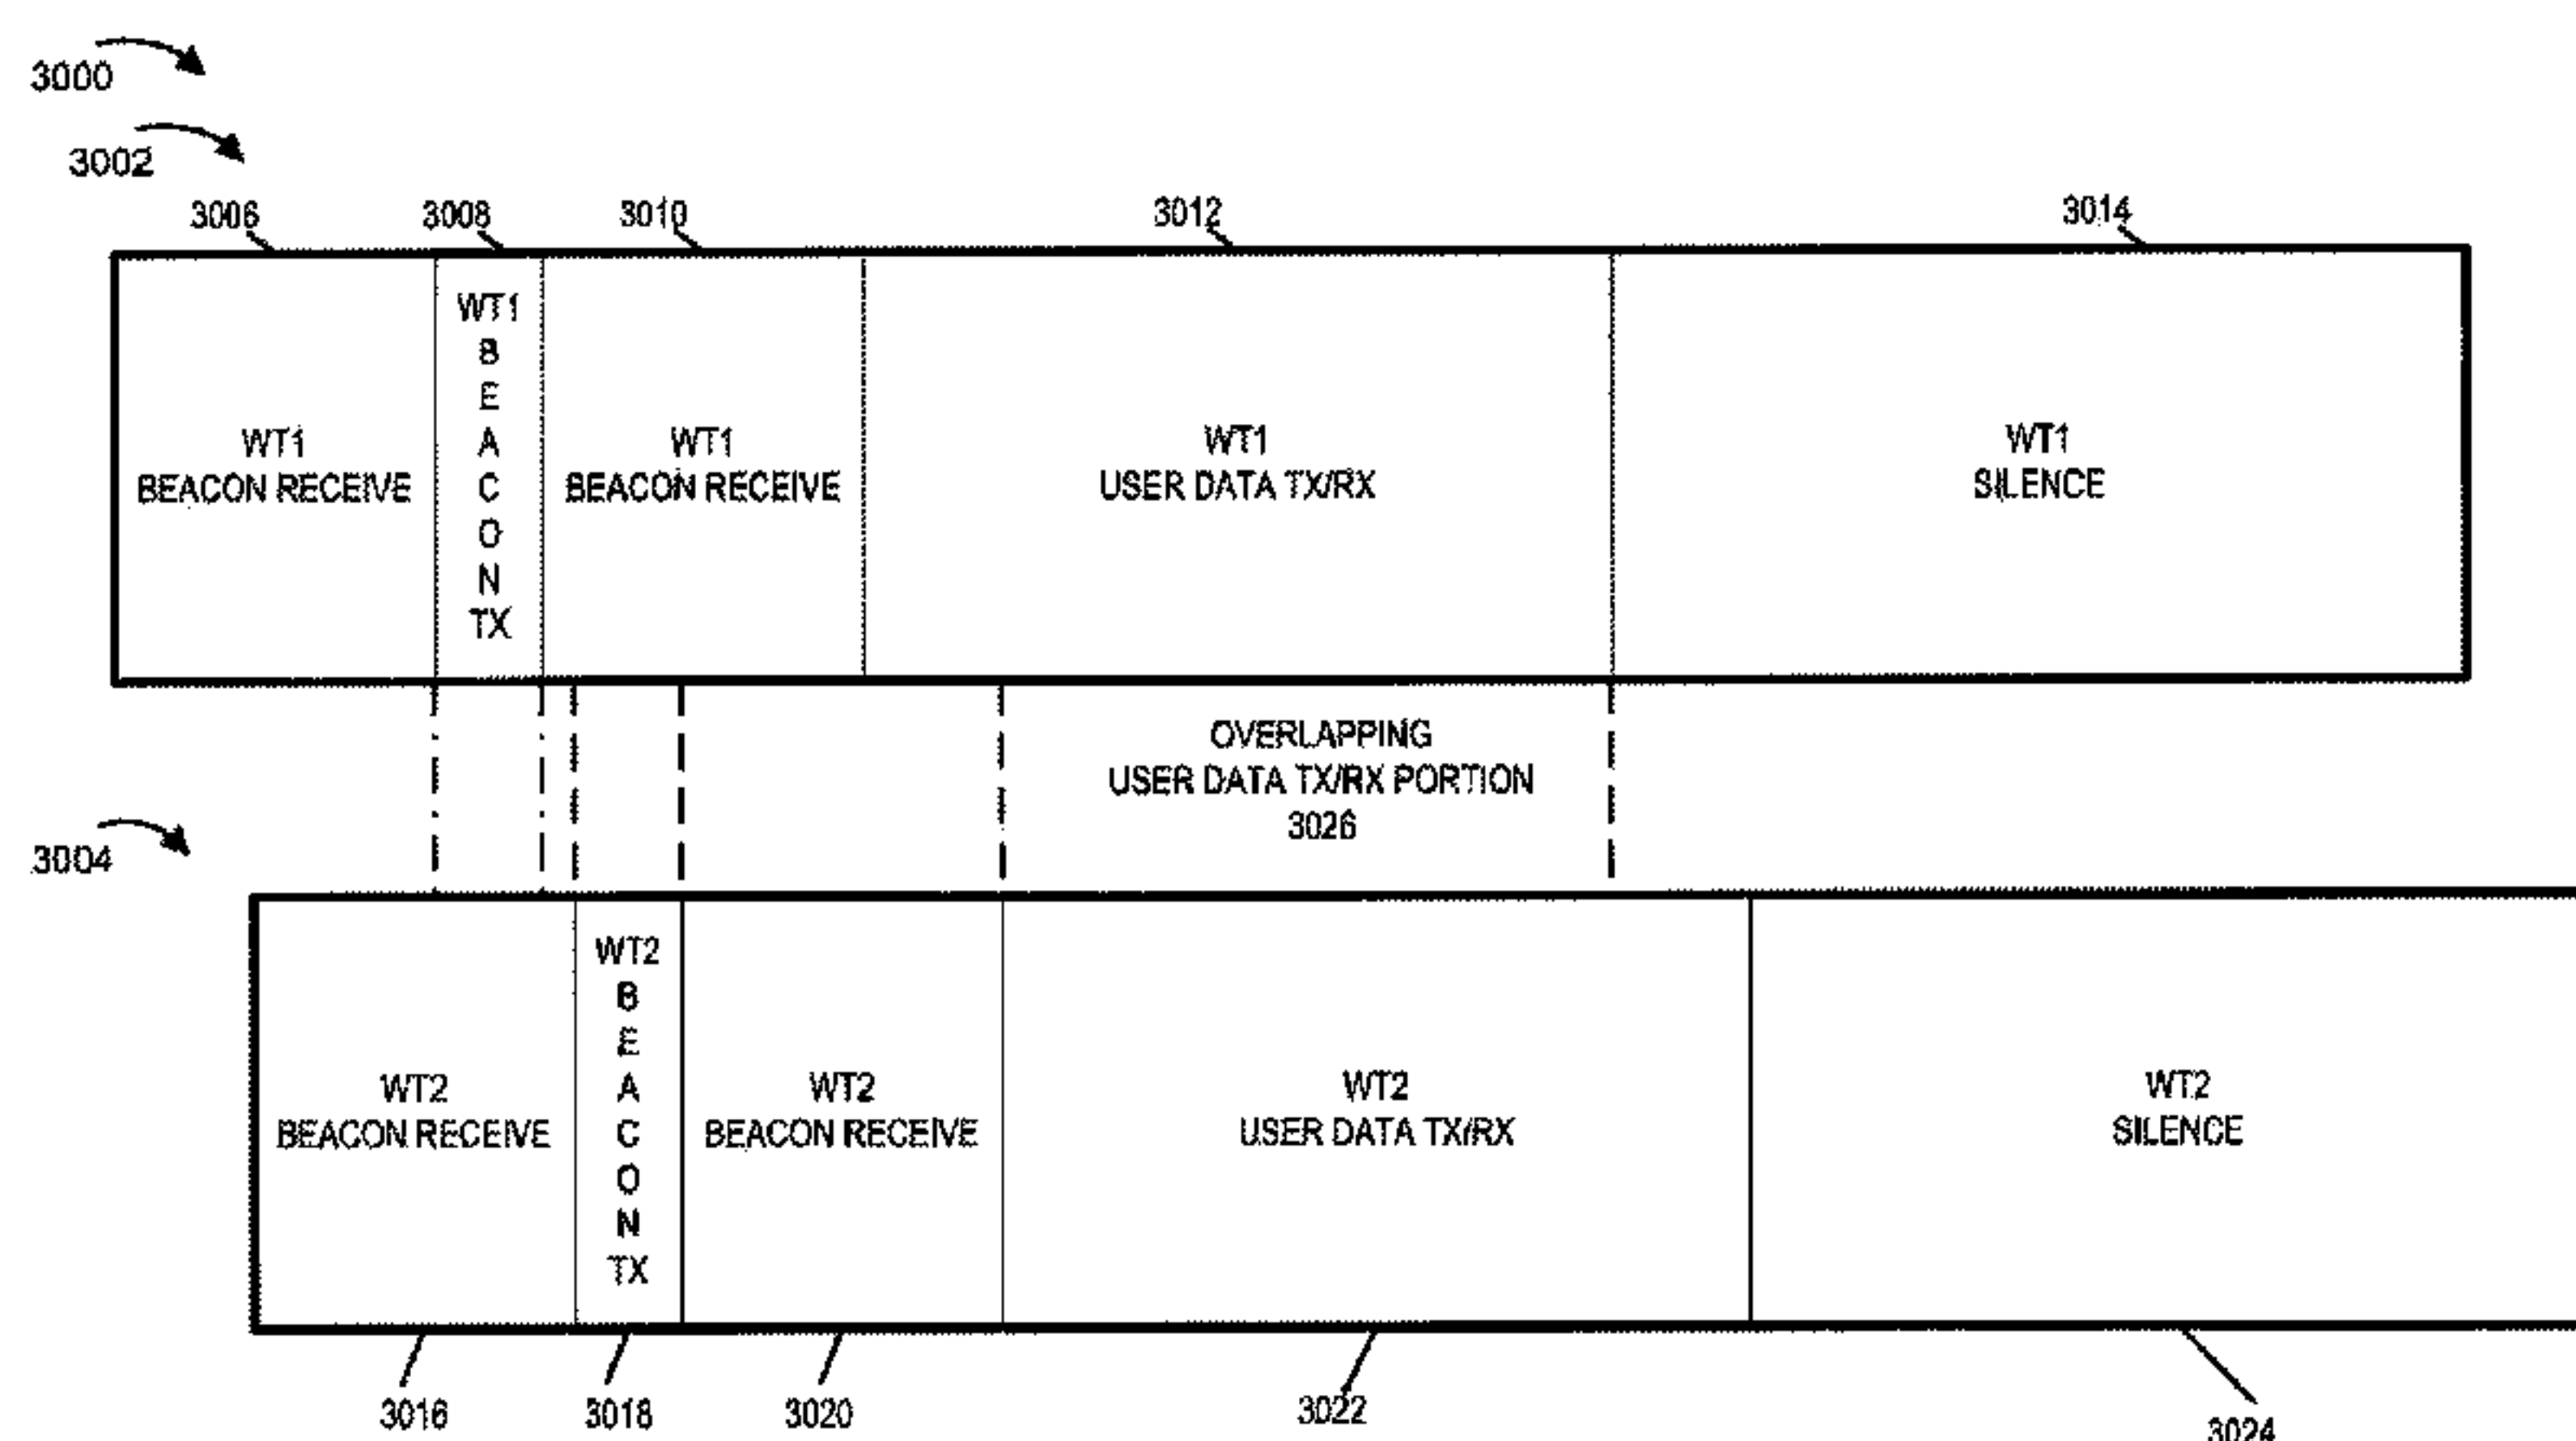 3000
3002
3006 3008 3010 3012 3014
WT1
BEACON RECEIVE
WT1
B
E
A
C
O
N
TX
WT1
BEACON RECEIVE
WT1
USER DATA TX/RX
WT1
SILENCE
OVERLAPPING
USER DATA TX/RX PORTION
3026
3004
WT2
BEACON RECEIVE
WT2
B
E
A
C
O
N
TX
WT2
BEACON RECEIVE
WT2
USER DATA TX/RX
WT2
SILENCE
3016 3018 3020 3022 3024